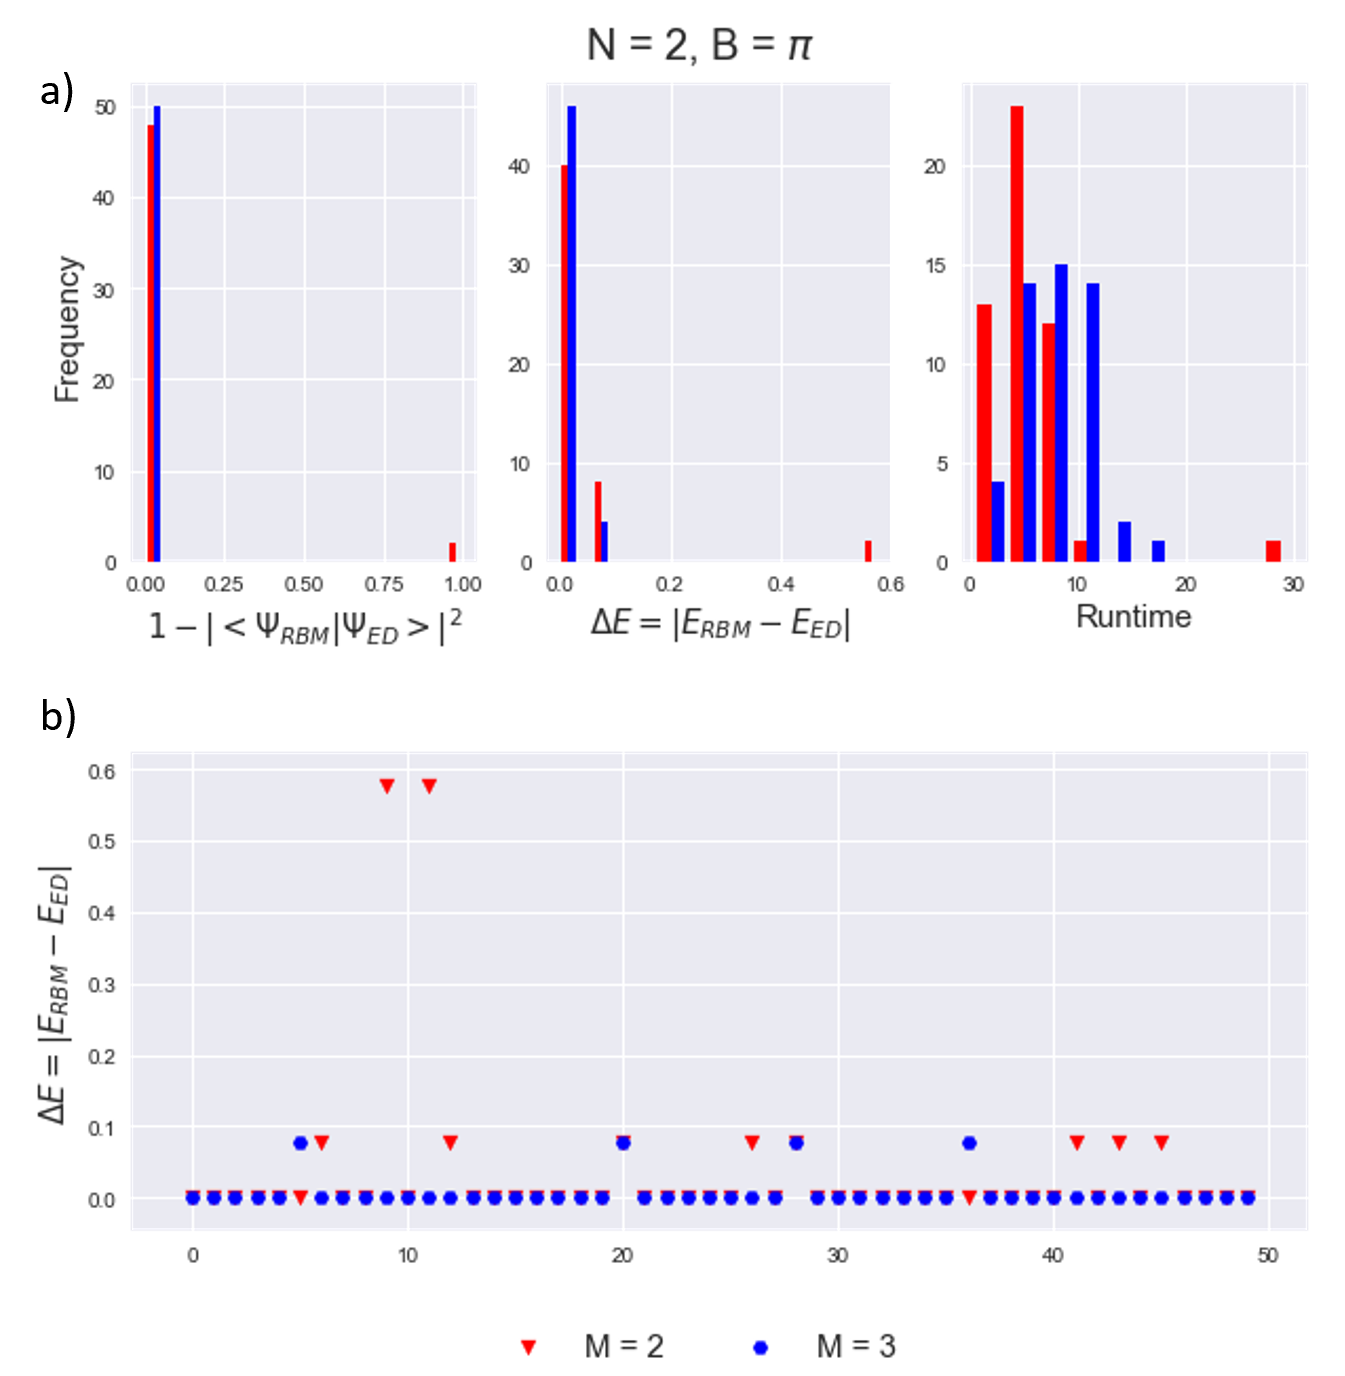 N = 2, B = π
a)
Frequency
50
40
30
20
10
0
0.00 0.25 0.50 0.75 1.00
1 − | < Ψ_RBM|Ψ_ED > |²
40
30
20
10
0
0.0 0.2 0.4 0.6
ΔE = |E_RBM − E_ED|
20
15
10
5
0
0 10 20 30
Runtime
b)
ΔE = |E_RBM − E_ED|
0.6
0.5
0.4
0.3
0.2
0.1
0.0
0 10 20 30 40 50
M = 2 M = 3